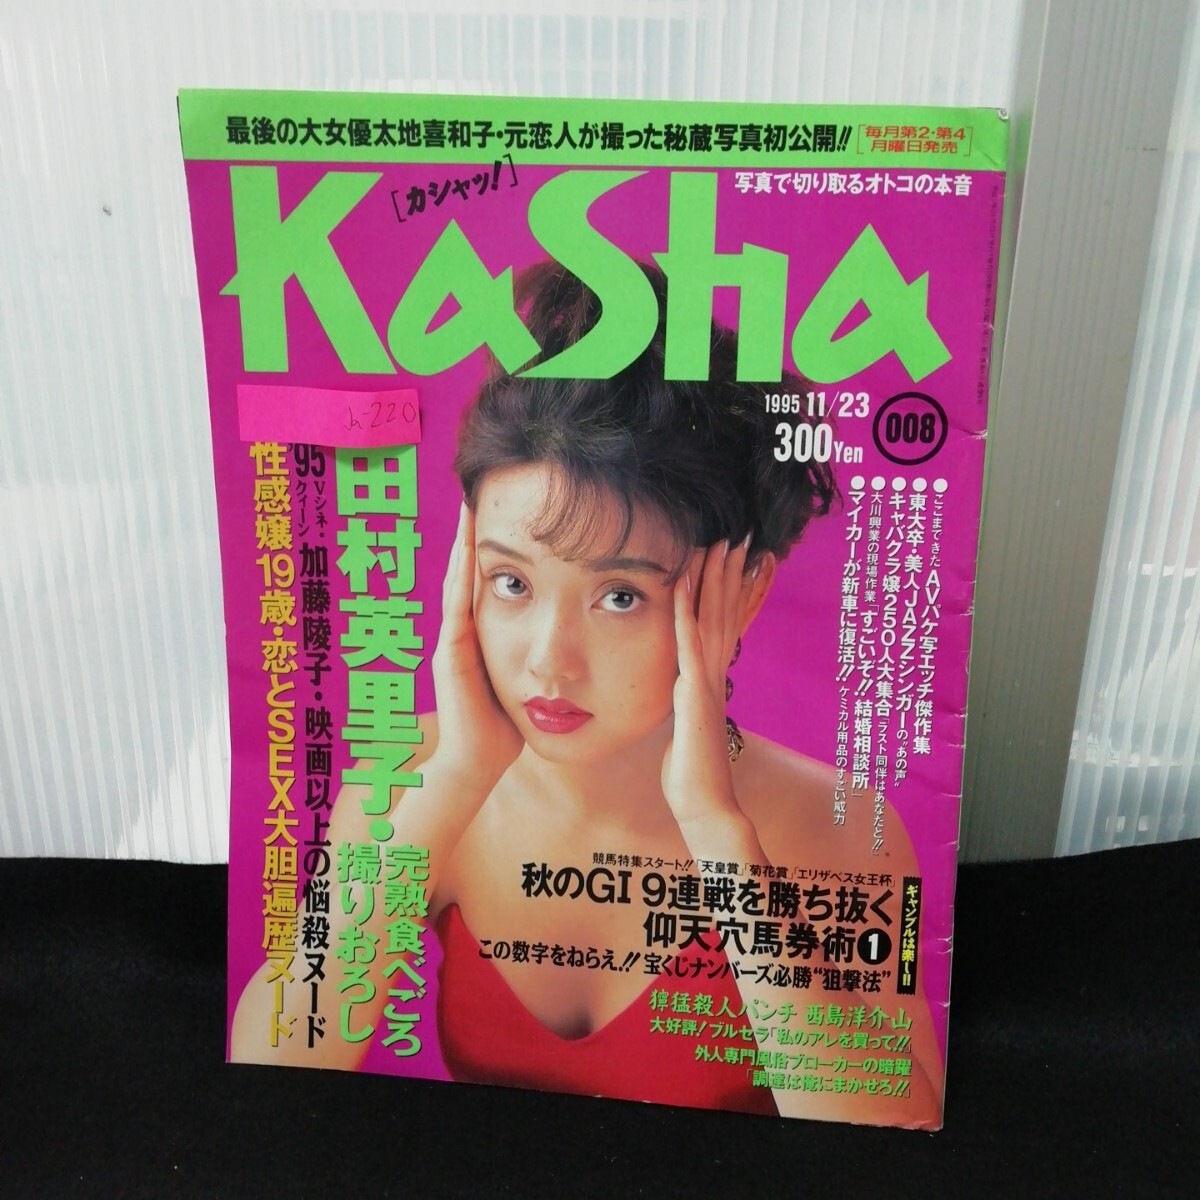 最後の大女優太地喜和子・元恋人が撮った秘蔵写真初公開!!
[毎月第2・第4
月曜日発売]
[カシャッ!]
写真で切り取るオトコの本音
KaSha
1995 11/23
300Yen
008
Jn-220
●ここまできたAVパケ写エッチ傑作集
●東大卒・美人JAZZシンガーの“あの声”
●キャバクラ嬢250人大集合「ラスト同伴はあなたと!!」
●大川興業の現場作業「すごいぞ!!結婚相談所」
●マイカーが新車に復活!!ケミカル用品のすごい威力
田村英里子・完熟食べごろ
撮りおろし
'95Vシネ・クイーン加藤陵子・映画以上の悩殺ヌード
性感嬢19歳・恋とSEX大胆遍歴ヌード
競馬特集スタート!!「天皇賞」「菊花賞」「エリザベス女王杯」
秋のGI 9連戦を勝ち抜く
仰天穴馬券術1
ギャンブルは楽し!!
この数字をねらえ!!宝くじナンバーズ必勝“狙撃法”
獰猛殺人パンチ 西島洋介山
大好評!ブルセラ「私のアレを買って!!」
外人専門風俗ブローカーの暗躍
「調達は俺にまかせろ!!」